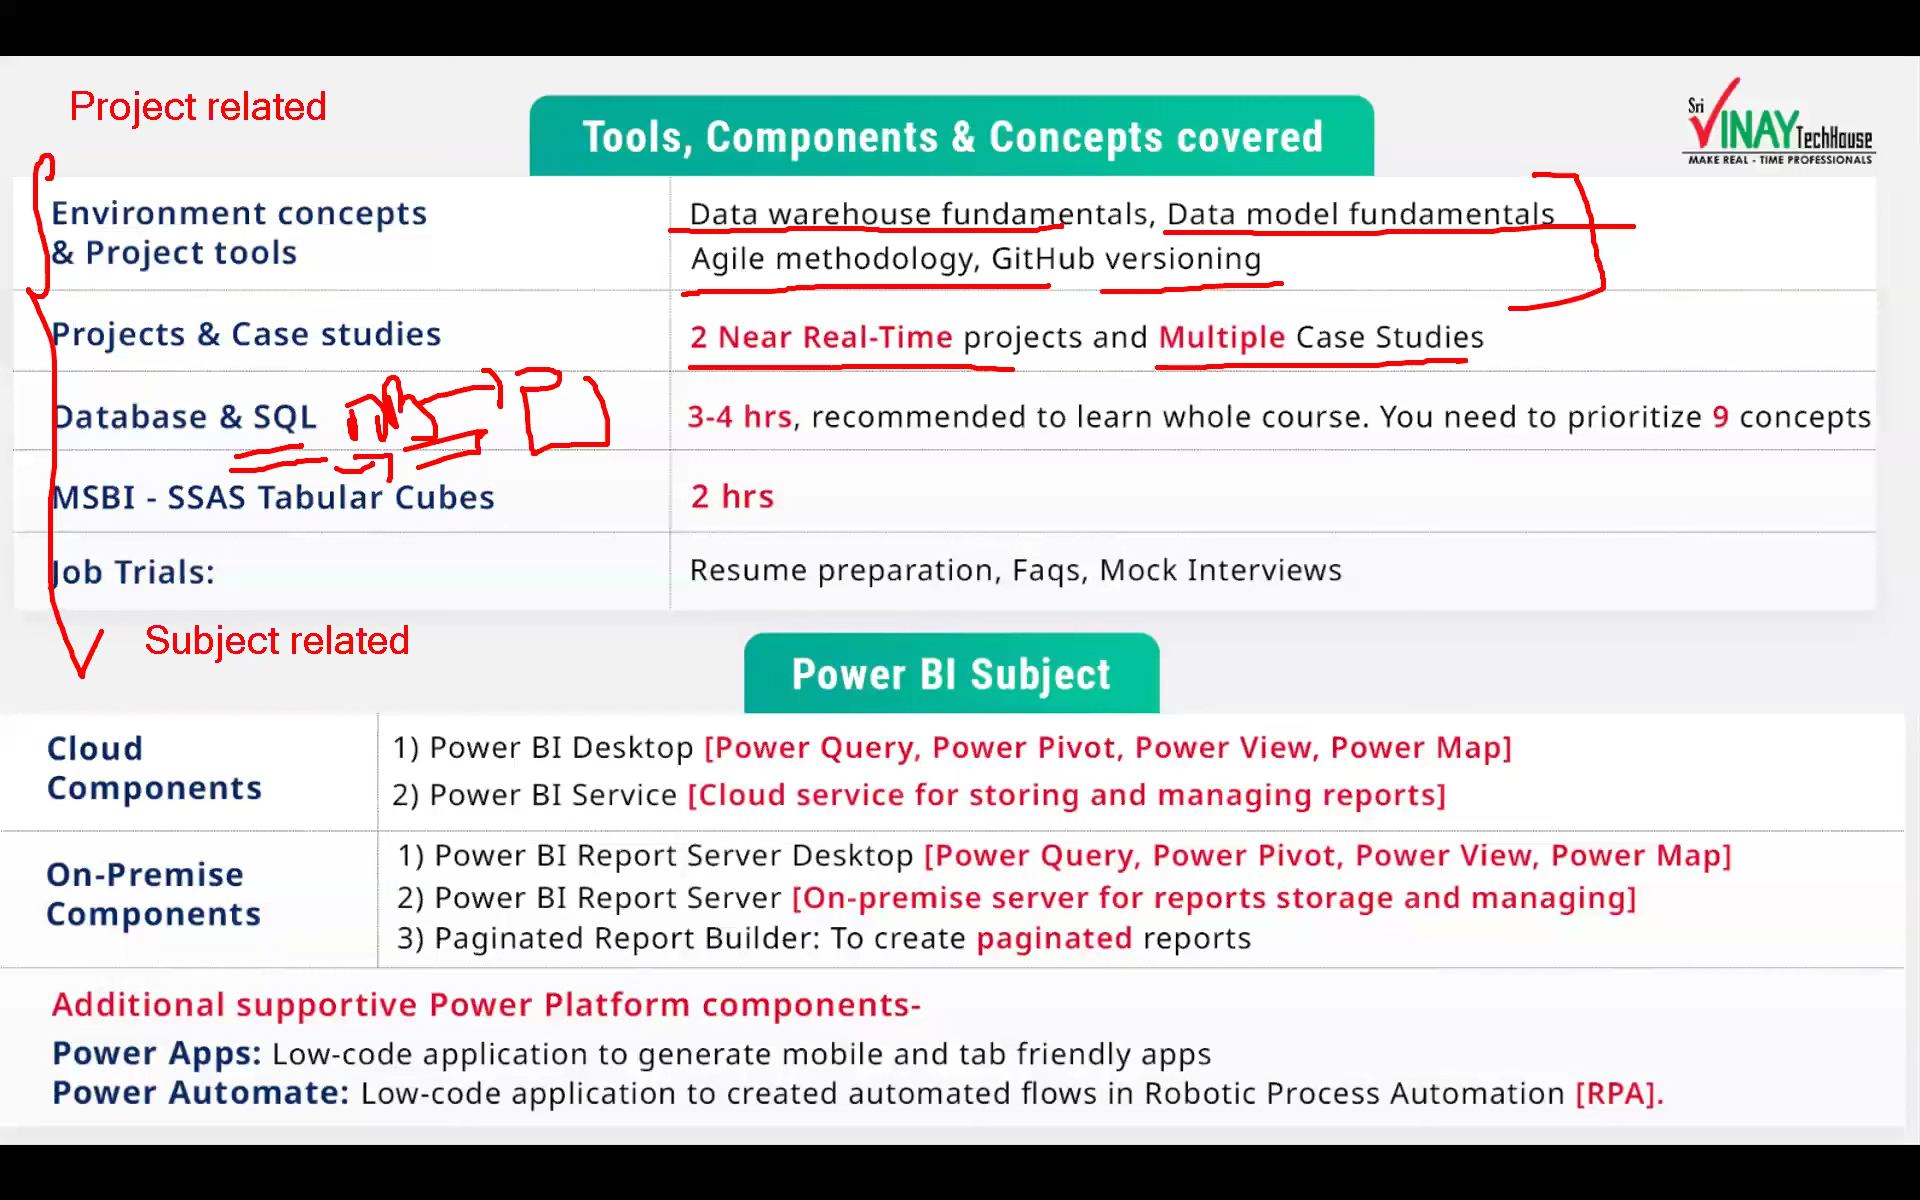 Project related
Sri
VINAY TechHouse
MAKE REAL - TIME PROFESSIONALS
Tools, Components & Concepts covered
Environment concepts
& Project tools
Data warehouse fundamentals, Data model fundamentals
Agile methodology, GitHub versioning
Projects & Case studies
2 Near Real-Time projects and Multiple Case Studies
Database & SQL
3-4 hrs, recommended to learn whole course. You need to prioritize 9 concepts
MSBI - SSAS Tabular Cubes
2 hrs
Job Trials:
Resume preparation, Faqs, Mock Interviews
Subject related
Power BI Subject
Cloud
Components
1) Power BI Desktop [Power Query, Power Pivot, Power View, Power Map]
2) Power BI Service [Cloud service for storing and managing reports]
On-Premise
Components
1) Power BI Report Server Desktop [Power Query, Power Pivot, Power View, Power Map]
2) Power BI Report Server [On-premise server for reports storage and managing]
3) Paginated Report Builder: To create paginated reports
Additional supportive Power Platform components-
Power Apps: Low-code application to generate mobile and tab friendly apps
Power Automate: Low-code application to created automated flows in Robotic Process Automation [RPA].